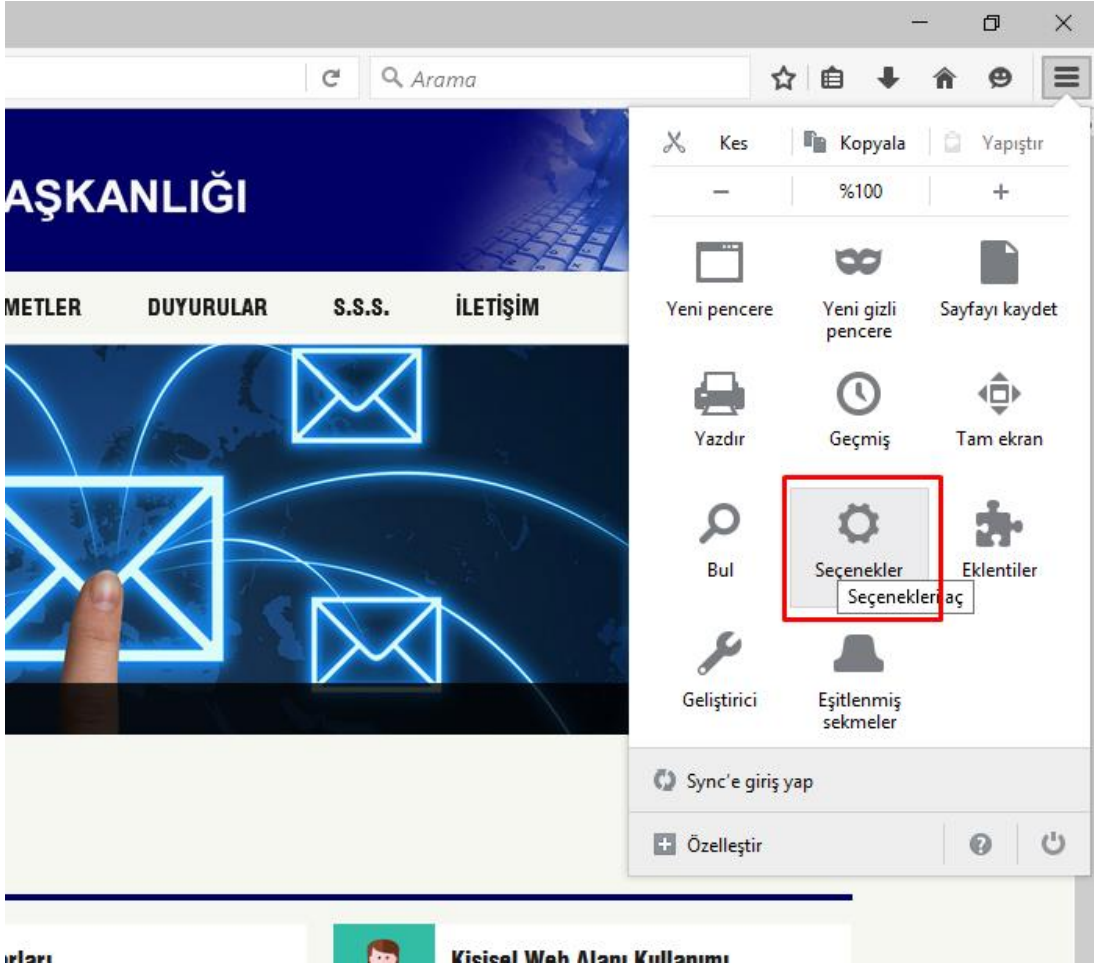 Arama
Kes Kopyala Yapıştır
%100
AŞKANLIĞI
METLER DUYURULAR S.S.S. İLETİŞİM
Yeni pencere
Yeni gizli
pencere
Sayfayı kaydet
Yazdır
Geçmiş
Tam ekran
Bul
Seçenekler
Eklentiler
Seçenekleri aç
Geliştirici
Eşitlenmiş
sekmeler
Sync'e giriş yap
Özelleştir
rları
Kişisel Web Alanı Kullanımı